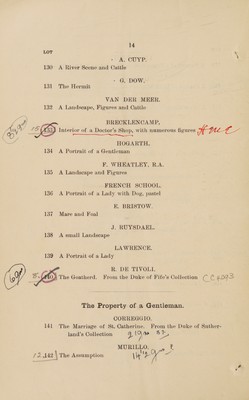 14
LOT
A. CUYP.
130 A River Scene and Cattle
G. DOW.
131 The Hermit
VAN DER MEER.
132 A Landscape, Figures and Cattle
BRECKLENCAMP,
133 Interior of a Doctor's Shop, with numerous figures
HOGARTH.
134 A Portrait of a Gentleman
F. WHEATLEY, R.A.
135 A Landscape and Figures
FRENCH SCHOOL.
136 A Portrait of a Lady with Dog, pastel
E. BRISTOW.
137 Mare and Foal
J. RUYSDAEL.
138 A small Landscape
LAWRENCE.
139 A Portrait of a Lady
R. DE TIVOLI.
140 The Goatherd. From the Duke of Fife's Collection
The Property of a Gentleman.
CORREGGIO.
141 The Marriage of St. Catherine. From the Duke of Suther-
land's Collection
MURILLO.
12 142 The Assumption